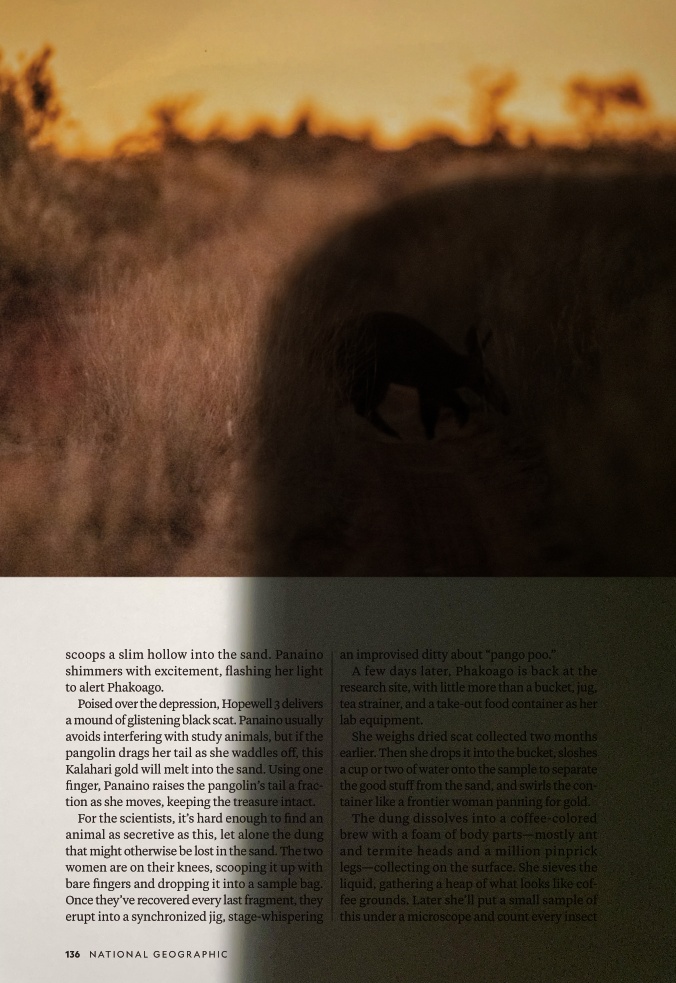 scoops a slim hollow into the sand. Panaino
shimmers with excitement, flashing her light
to alert Phakoago.
Poised over the depression, Hopewell 3 delivers
a mound of glistening black scat. Panaino usually
avoids interfering with study animals, but if the
pangolin drags her tail as she waddles off, this
Kalahari gold will melt into the sand. Using one
finger, Panaino raises the pangolin's tail a frac-
tion as she moves, keeping the treasure intact.
For the scientists, it's hard enough to find an
animal as secretive as this, let alone the dung
that might otherwise be lost in the sand. The two
women are on their knees, scooping it up with
bare fingers and dropping it into a sample bag.
Once they've recovered every last fragment, they
erupt into a synchronized jig, stage-whispering
an improvised ditty about “pango poo.”
A few days later, Phakoago is back at the
research site, with little more than a bucket, jug,
tea strainer, and a take-out food container as her
lab equipment.
She weighs dried scat collected two months
earlier. Then she drops it into the bucket, sloshes
a cup or two of water onto the sample to separate
the good stuff from the sand, and swirls the con-
tainer like a frontier woman panning for gold.
The dung dissolves into a coffee-colored
brew with a foam of body parts—mostly ant
and termite heads and a million pinprick
legs—collecting on the surface. She sieves the
liquid, gathering a heap of what looks like cof-
fee grounds. Later she'll put a small sample of
this under a microscope and count every insect
136 NATIONAL GEOGRAPHIC